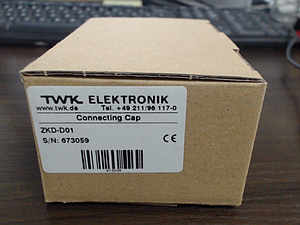 TWK ELEKTRONIK
www.twk.de Tel. +49 211/96 117-0
Connecting Cap
ZKD-D01
S/N: 673059
CE